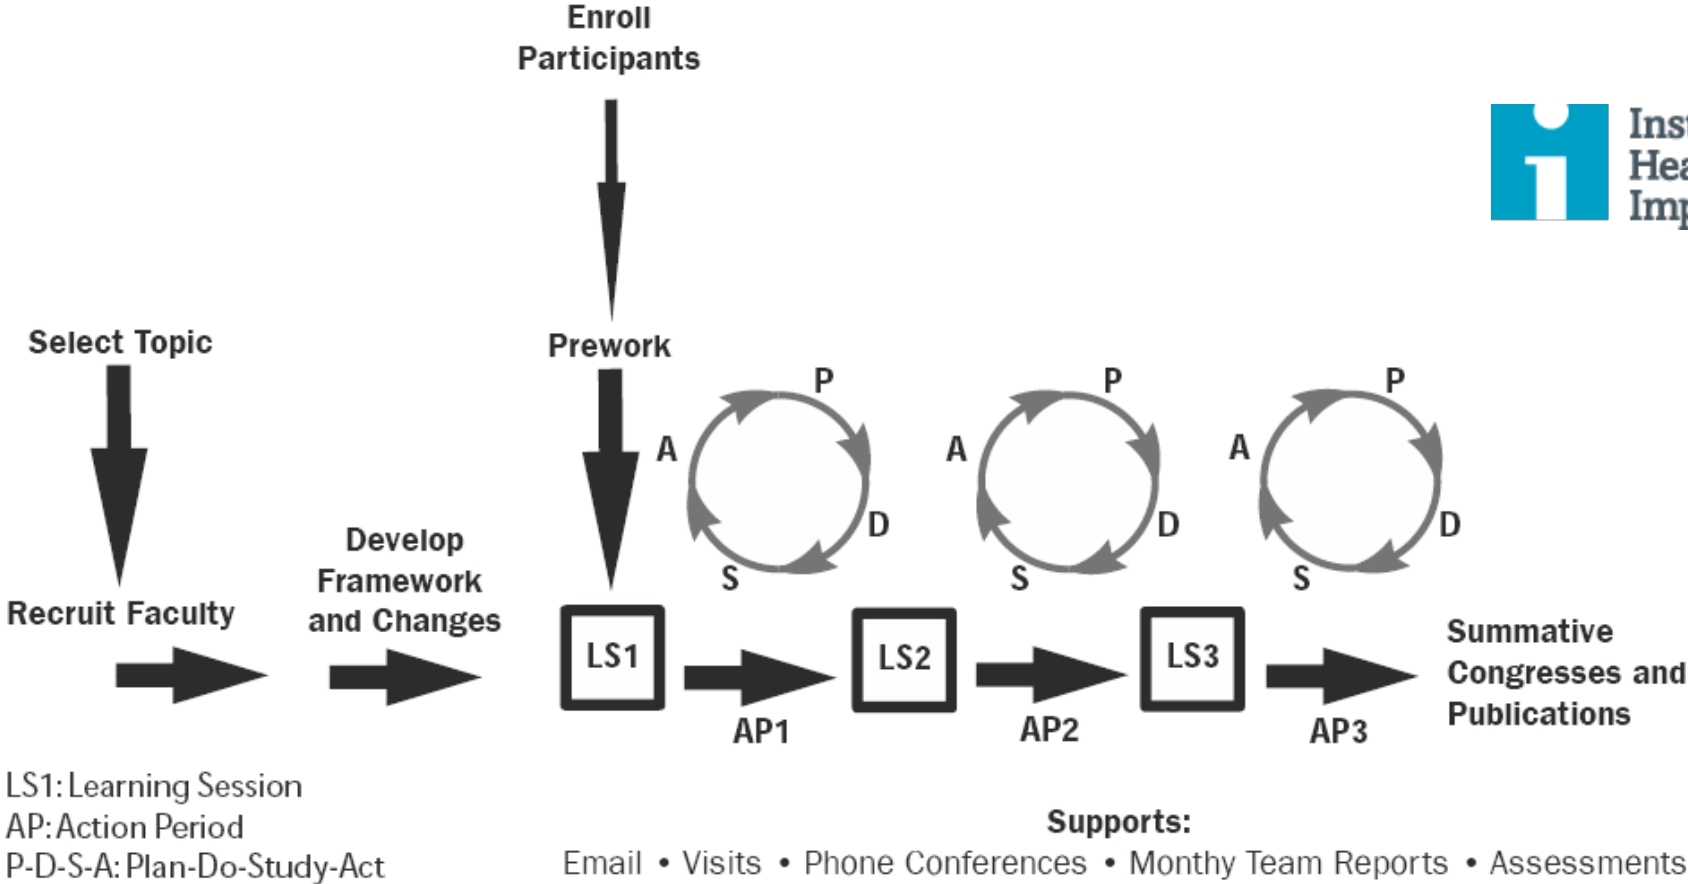 Enroll
Participants
Select Topic
Prework
P
A
D
S
P
A
D
S
P
A
D
S
Develop
Framework
and Changes
Recruit Faculty
LS1
AP1
LS2
AP2
LS3
AP3
Summative
Congresses and
Publications
LS1: Learning Session
AP: Action Period
P-D-S-A: Plan-Do-Study-Act
Supports:
Email • Visits • Phone Conferences • Monthy Team Reports • Assessments